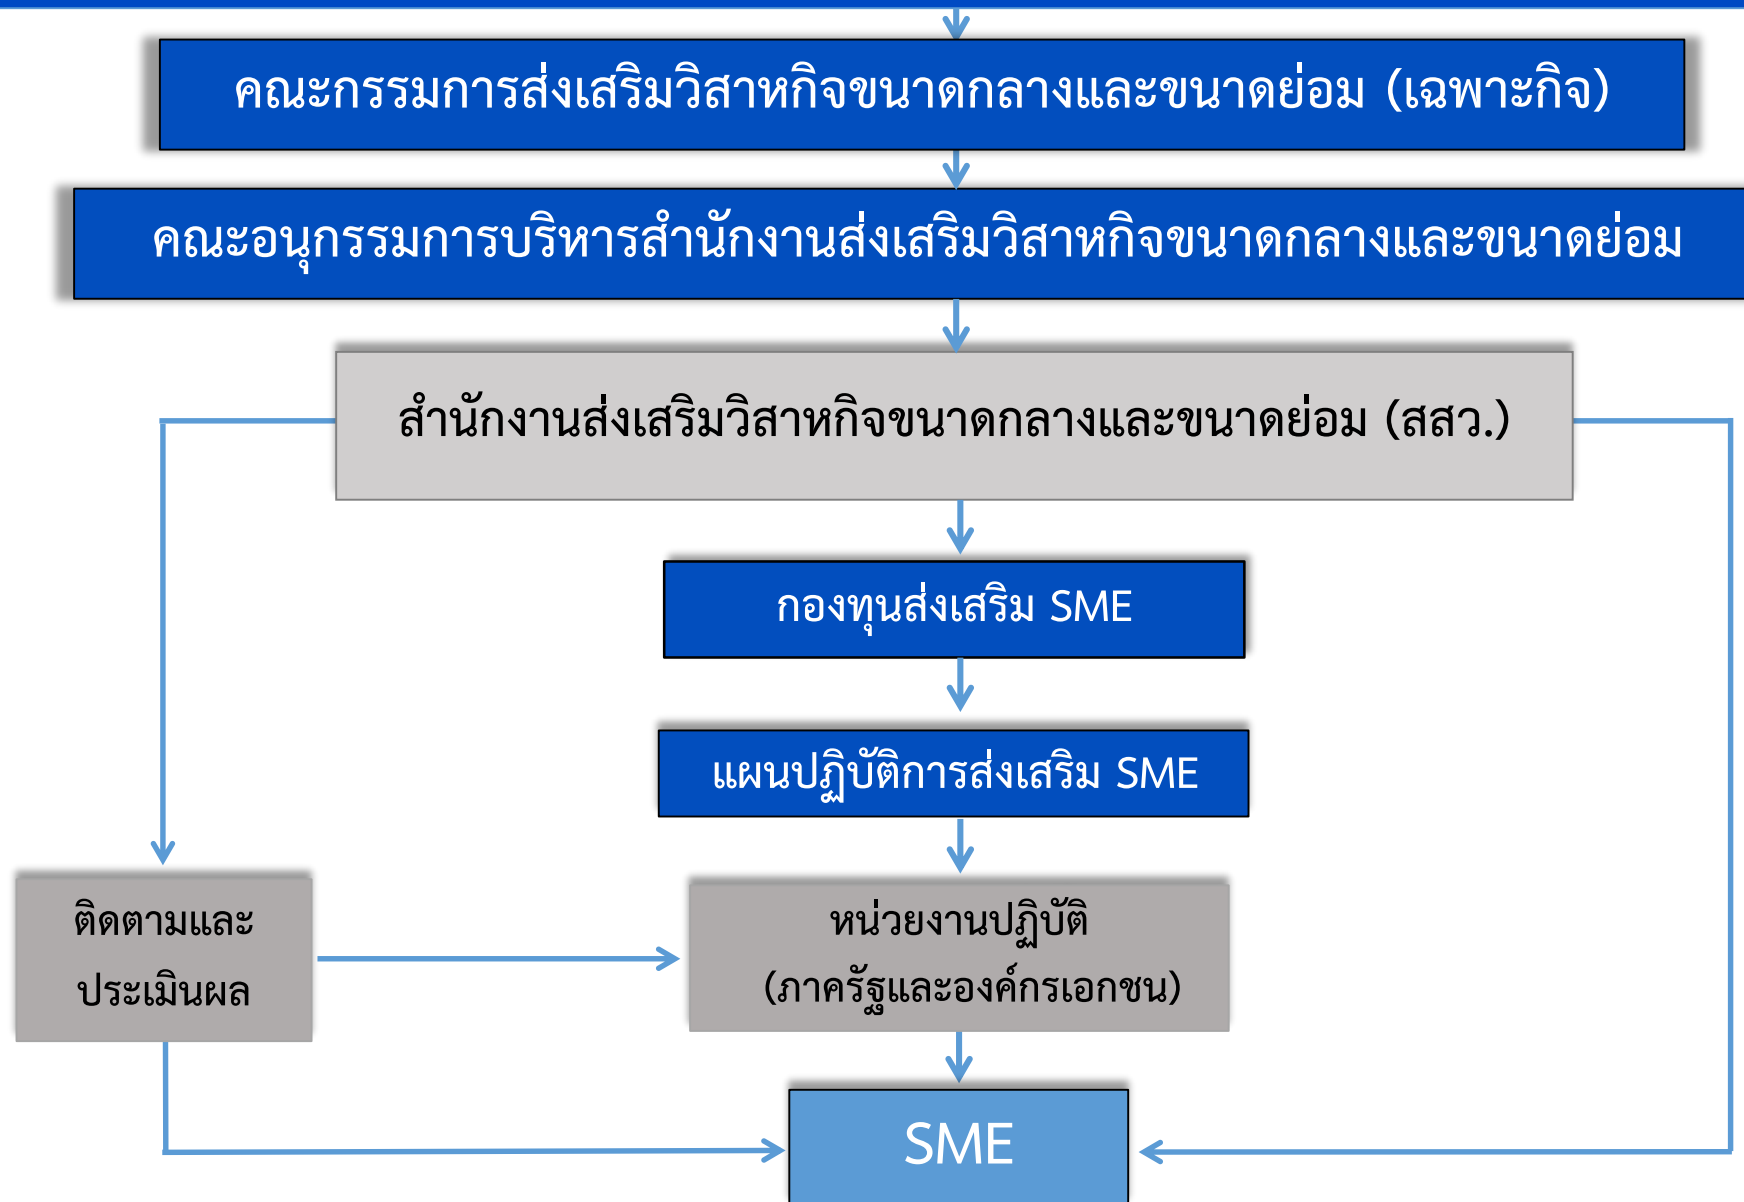 คณะกรรมการส่งเสริมวิสาหกิจขนาดกลางและขนาดย่อม (เฉพาะกิจ)
คณะอนุกรรมการบริหารสำนักงานส่งเสริมวิสาหกิจขนาดกลางและขนาดย่อม
สำนักงานส่งเสริมวิสาหกิจขนาดกลางและขนาดย่อม (สสว.)
กองทุนส่งเสริม SME
แผนปฏิบัติการส่งเสริม SME
ติดตามและ
ประเมินผล
หน่วยงานปฏิบัติ
(ภาครัฐและองค์กรเอกชน)
SME